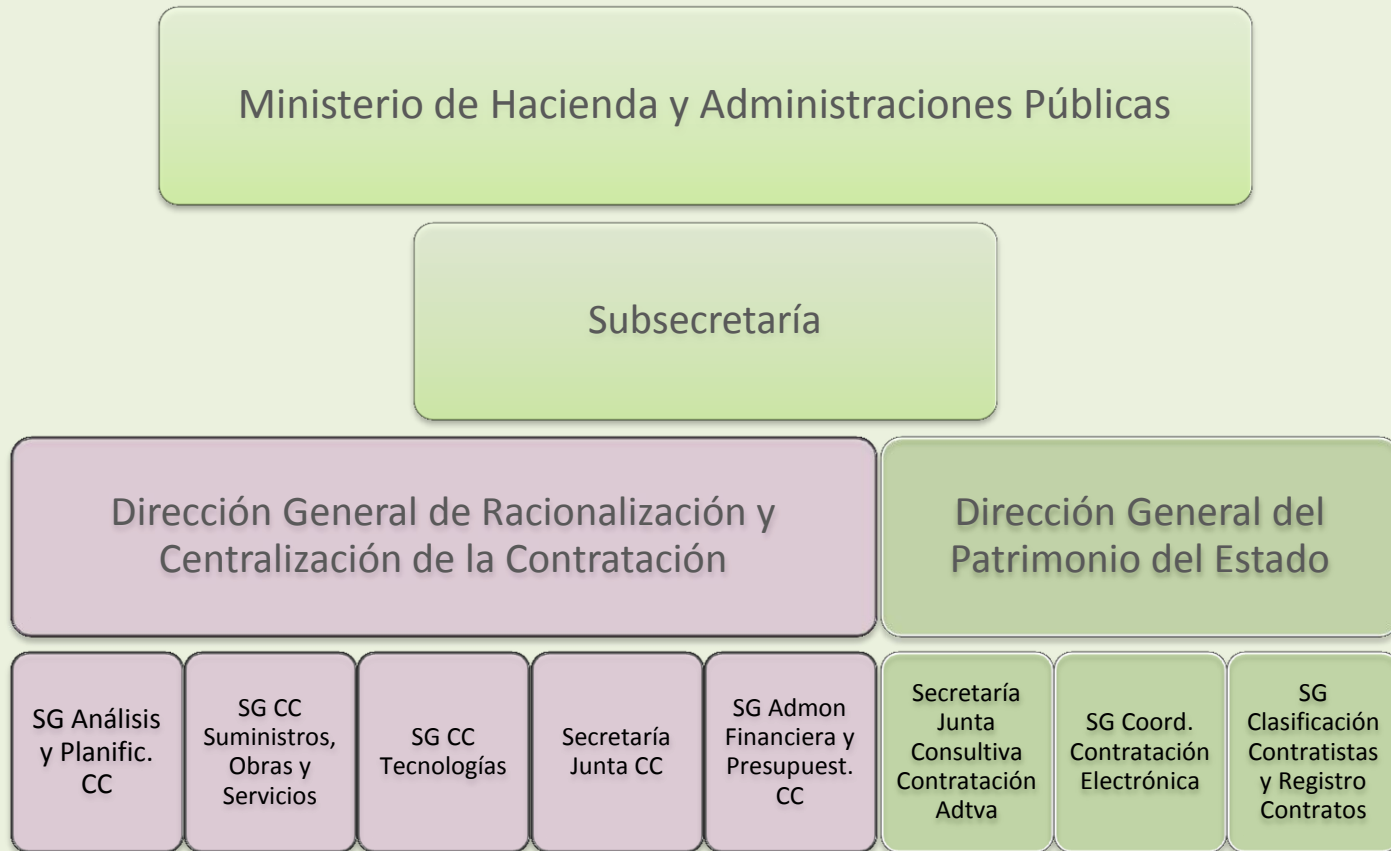 Ministerio de Hacienda y Administraciones Públicas
Subsecretaría
Dirección General de Racionalización y
Centralización de la Contratación
Dirección General del
Patrimonio del Estado
SG Análisis
y Planific.
CC
SG CC
Suministros,
Obras y
Servicios
SG CC
Tecnologías
Secretaría
Junta CC
SG Admon
Financiera y
Presupuest.
CC
Secretaría
Junta
Consultiva
Contratación
Adtva
SG Coord.
Contratación
Electrónica
SG
Clasificación
Contratistas
y Registro
Contratos